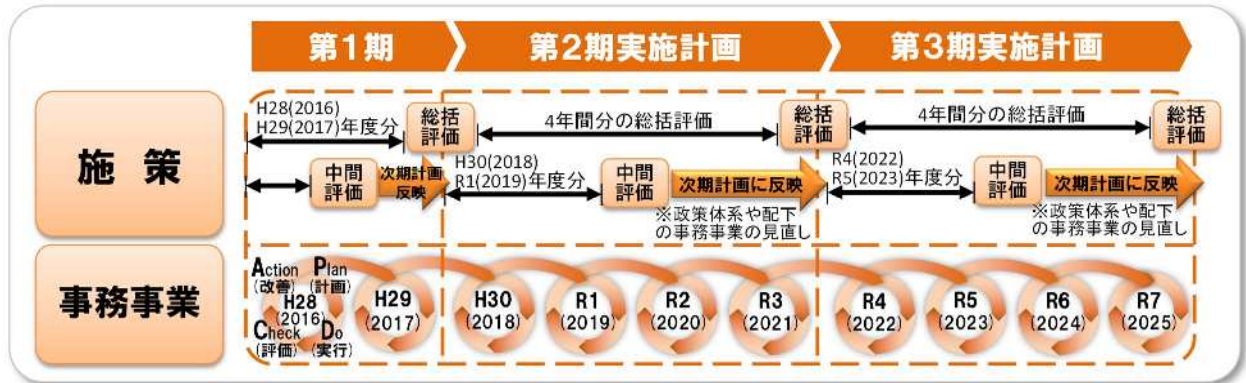 第1期
第2期実施計画
第3期実施計画
施策
H28(2016)
H29(2017)年度分
総括
評価
4年間分の総括評価
総括
評価
4年間分の総括評価
総括
評価
中間
評価
次期計画
反映
H30(2018)
R1(2019)年度分
中間
評価
次期計画に反映
※政策体系や配下
の事務事業の見直し
R4(2022)
R5(2023)年度分
中間
評価
次期計画に反映
※政策体系や配下
の事務事業の見直し
事務事業
Action Plan
(改善) (計画)
H28
(2016)
Check Do
(評価) (実行)
H29
(2017)
H30
(2018)
R1
(2019)
R2
(2020)
R3
(2021)
R4
(2022)
R5
(2023)
R6
(2024)
R7
(2025)